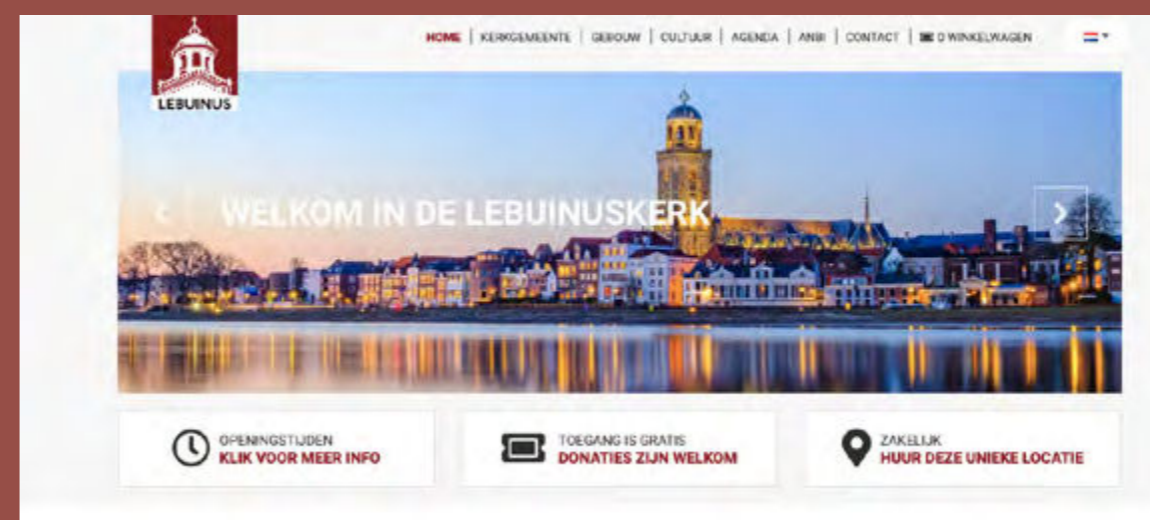 HOME | KERKGEMEENTE | GEBOUW | CULTUUR | AGENDA | ANBI | CONTACT | 0 WINKELWAGEN
LEBUINUS
WELKOM IN DE LEBUINUSKERK
OPENINGSTIJDEN
KLIK VOOR MEER INFO
TOEGANG IS GRATIS
DONATIES ZIJN WELKOM
ZAKELIJK
HUUR DEZE UNIEKE LOCATIE